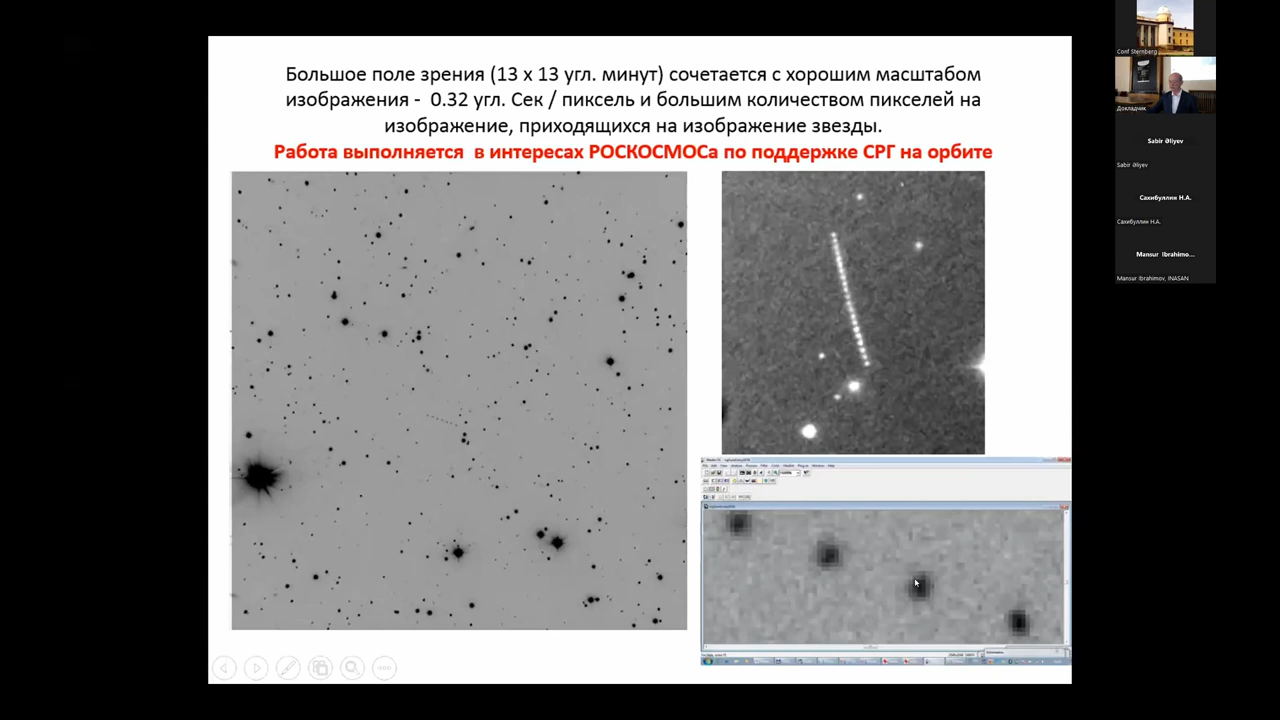 Большое поле зрения (13 x 13 угл. минут) сочетается с хорошим масштабом
изображения - 0.32 угл. Сек / пиксель и большим количеством пикселей на
изображение, приходящихся на изображение звезды.
Работа выполняется в интересах РОСКОСМОСа по поддержке СРГ на орбите
Conf Sternberg
Докладчик
Sabir Əliyev
Sabir Əliyev
Сахибуллин Н.А.
Сахибуллин Н.А.
Mansur Ibrahimo...
Mansur Ibrahimov, INASAN